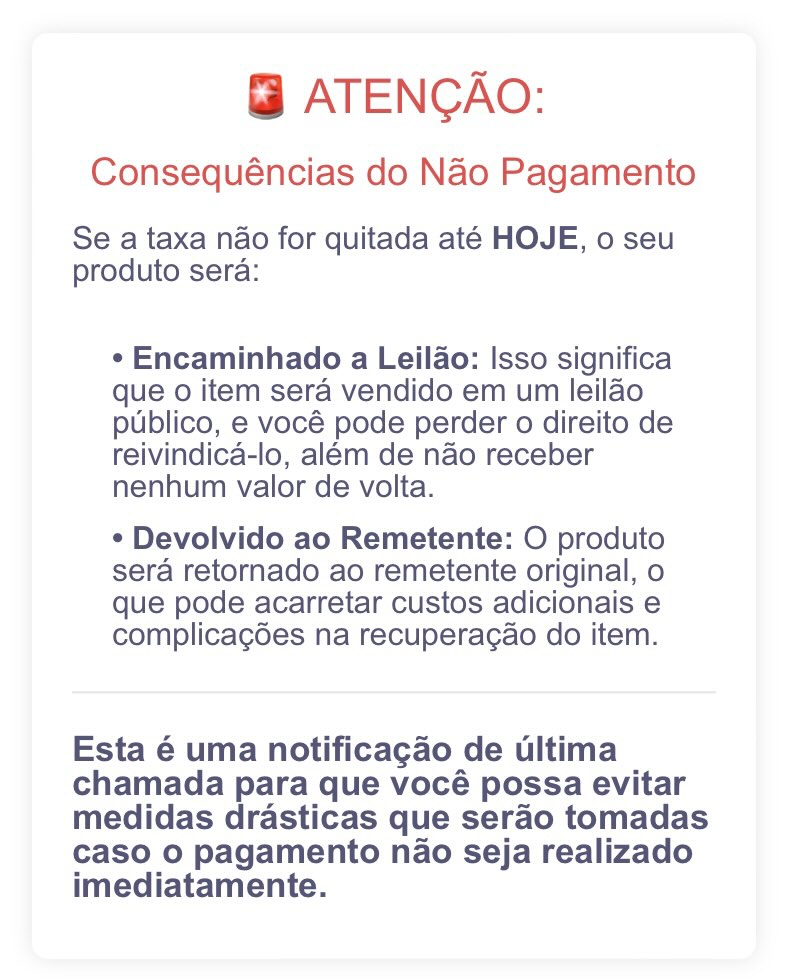 🚨 ATENÇÃO:
Consequências do Não Pagamento
Se a taxa não for quitada até HOJE, o seu
produto será:
• Encaminhado a Leilão: Isso significa
que o item será vendido em um leilão
público, e você pode perder o direito de
reivindicá-lo, além de não receber
nenhum valor de volta.
• Devolvido ao Remetente: O produto
será retornado ao remetente original, o
que pode acarretar custos adicionais e
complicações na recuperação do item.
Esta é uma notificação de última
chamada para que você possa evitar
medidas drásticas que serão tomadas
caso o pagamento não seja realizado
imediatamente.